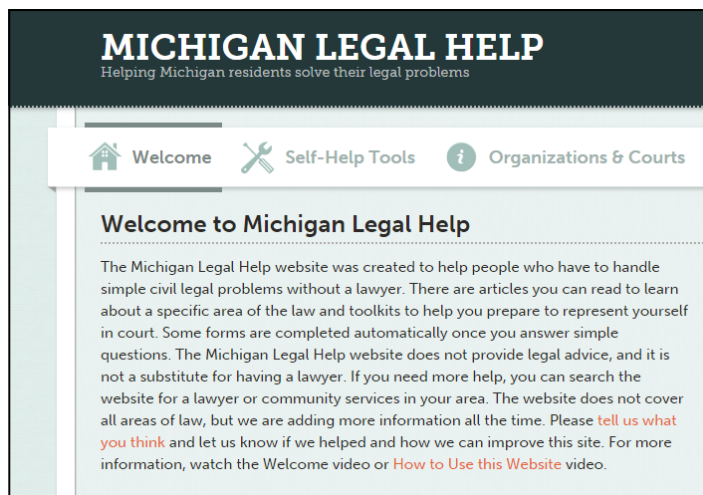 MICHIGAN LEGAL HELP
Helping Michigan residents solve their legal problems
Welcome
Self-Help Tools
Organizations & Courts
Welcome to Michigan Legal Help
The Michigan Legal Help website was created to help people who have to handle
simple civil legal problems without a lawyer. There are articles you can read to learn
about a specific area of the law and toolkits to help you prepare to represent yourself
in court. Some forms are completed automatically once you answer simple
questions. The Michigan Legal Help website does not provide legal advice, and it is
not a substitute for having a lawyer. If you need more help, you can search the
website for a lawyer or community services in your area. The website does not cover
all areas of law, but we are adding more information all the time. Please tell us what
you think and let us know if we helped and how we can improve this site. For more
information, watch the Welcome video or How to Use this Website video.